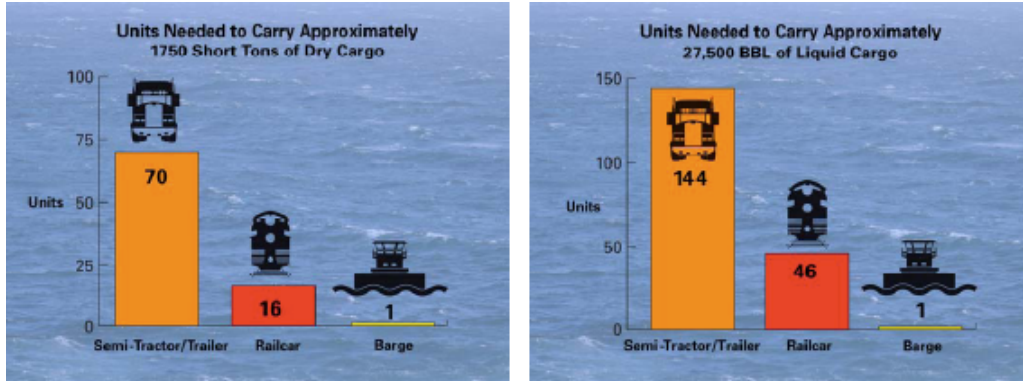 Units Needed to Carry Approximately
1750 Short Tons of Dry Cargo
100
75
50
25
0
Units
70
16
1
Semi-Tractor/Trailer
Railcar
Barge
Units Needed to Carry Approximately
27,500 BBL of Liquid Cargo
150
100
50
0
Units
144
46
1
Semi-Tractor/Trailer
Railcar
Barge